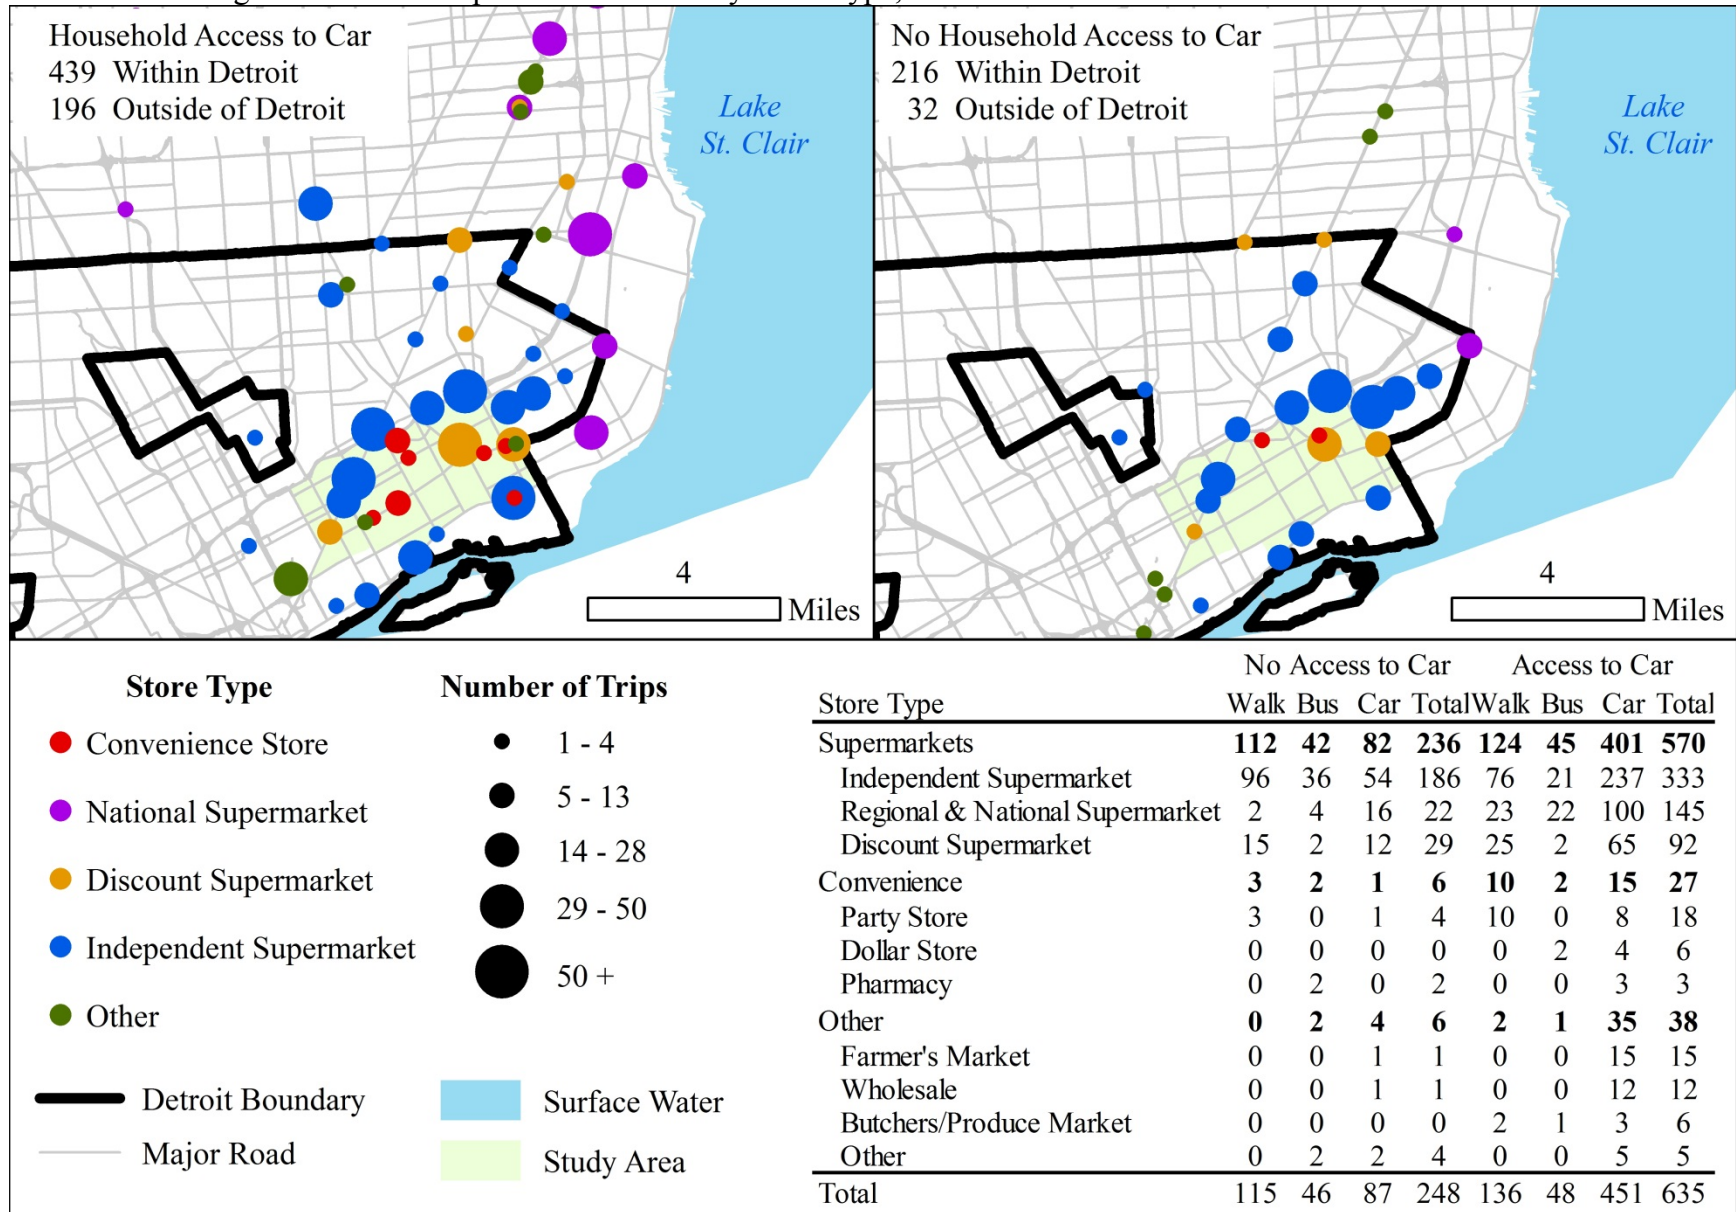 Household Access to Car
439 Within Detroit
196 Outside of Detroit
Lake
St. Clair
4
Miles
No Household Access to Car
216 Within Detroit
32 Outside of Detroit
Lake
St. Clair
4
Miles
Store Type
Convenience Store
National Supermarket
Discount Supermarket
Independent Supermarket
Other
Number of Trips
1 - 4
5 - 13
14 - 28
29 - 50
50 +
Detroit Boundary
Major Road
Surface Water
Study Area
No Access to Car Access to Car
Store Type Walk Bus Car Total Walk Bus Car Total
Supermarkets 112 42 82 236 124 45 401 570
Independent Supermarket 96 36 54 186 76 21 237 333
Regional & National Supermarket 2 4 16 22 23 22 100 145
Discount Supermarket 15 2 12 29 25 2 65 92
Convenience 3 2 1 6 10 2 15 27
Party Store 3 0 1 4 10 0 8 18
Dollar Store 0 0 0 0 0 2 4 6
Pharmacy 0 2 0 2 0 0 3 3
Other 0 2 4 6 2 1 35 38
Farmer's Market 0 0 1 1 0 0 15 15
Wholesale 0 0 1 1 0 0 12 12
Butchers/Produce Market 0 0 0 0 2 1 3 6
Other 0 2 2 4 0 0 5 5
Total 115 46 87 248 136 48 451 635